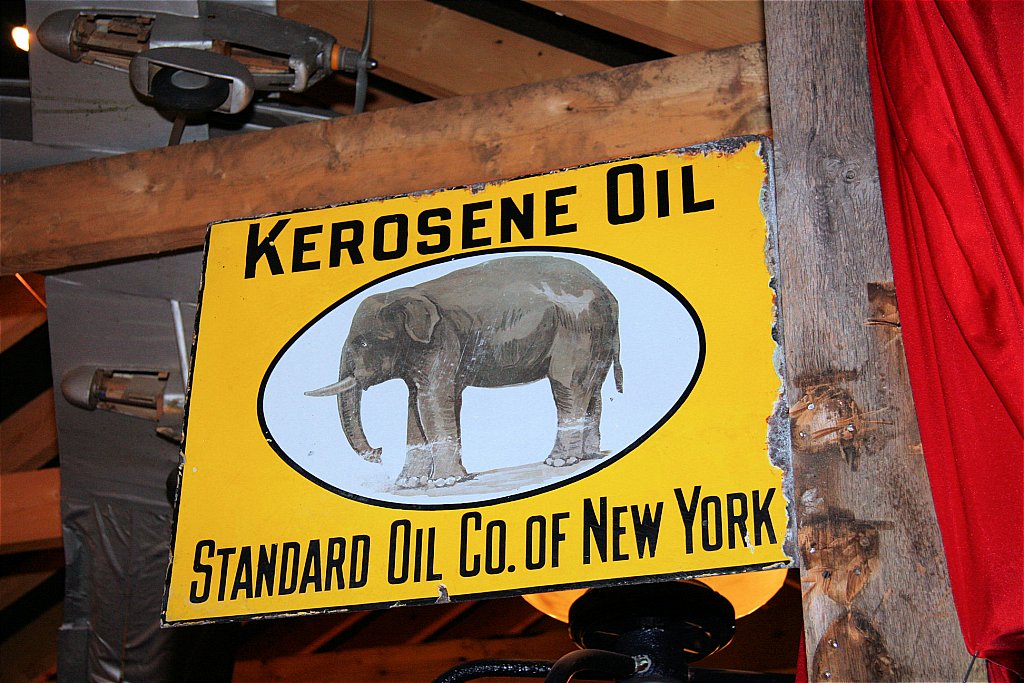 KEROSENE OIL
STANDARD OIL CO. OF NEW YORK